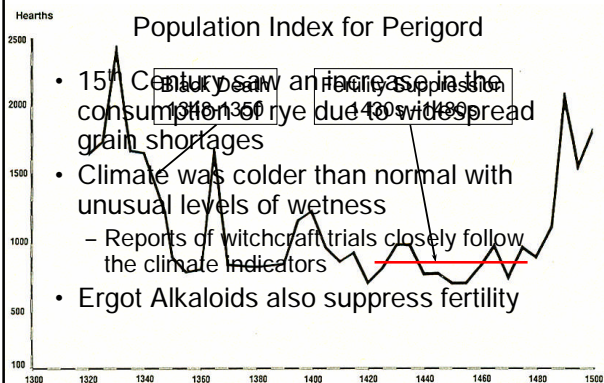 Population Index for Perigord
Hearths
2500
2000
1500
1000
500
100
Black Death
1348-1350
Fertility Suppression
1430s –1480s
• 15th Century saw an increase in the
consumption of rye due to widespread
grain shortages
• Climate was colder than normal with
unusual levels of wetness
– Reports of witchcraft trials closely follow
the climate indicators
• Ergot Alkaloids also suppress fertility
1300 1320 1340 1360 1380 1400 1420 1440 1460 1480 1500